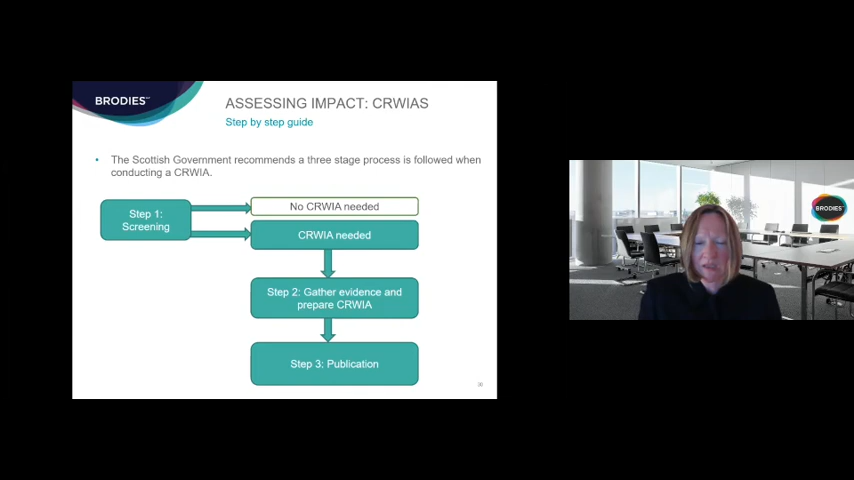 BRODIES
ASSESSING IMPACT: CRWIAS
Step by step guide
• The Scottish Government recommends a three stage process is followed when
conducting a CRWIA.
Step 1:
Screening
No CRWIA needed
CRWIA needed
Step 2: Gather evidence and
prepare CRWIA
Step 3: Publication
BRODIES